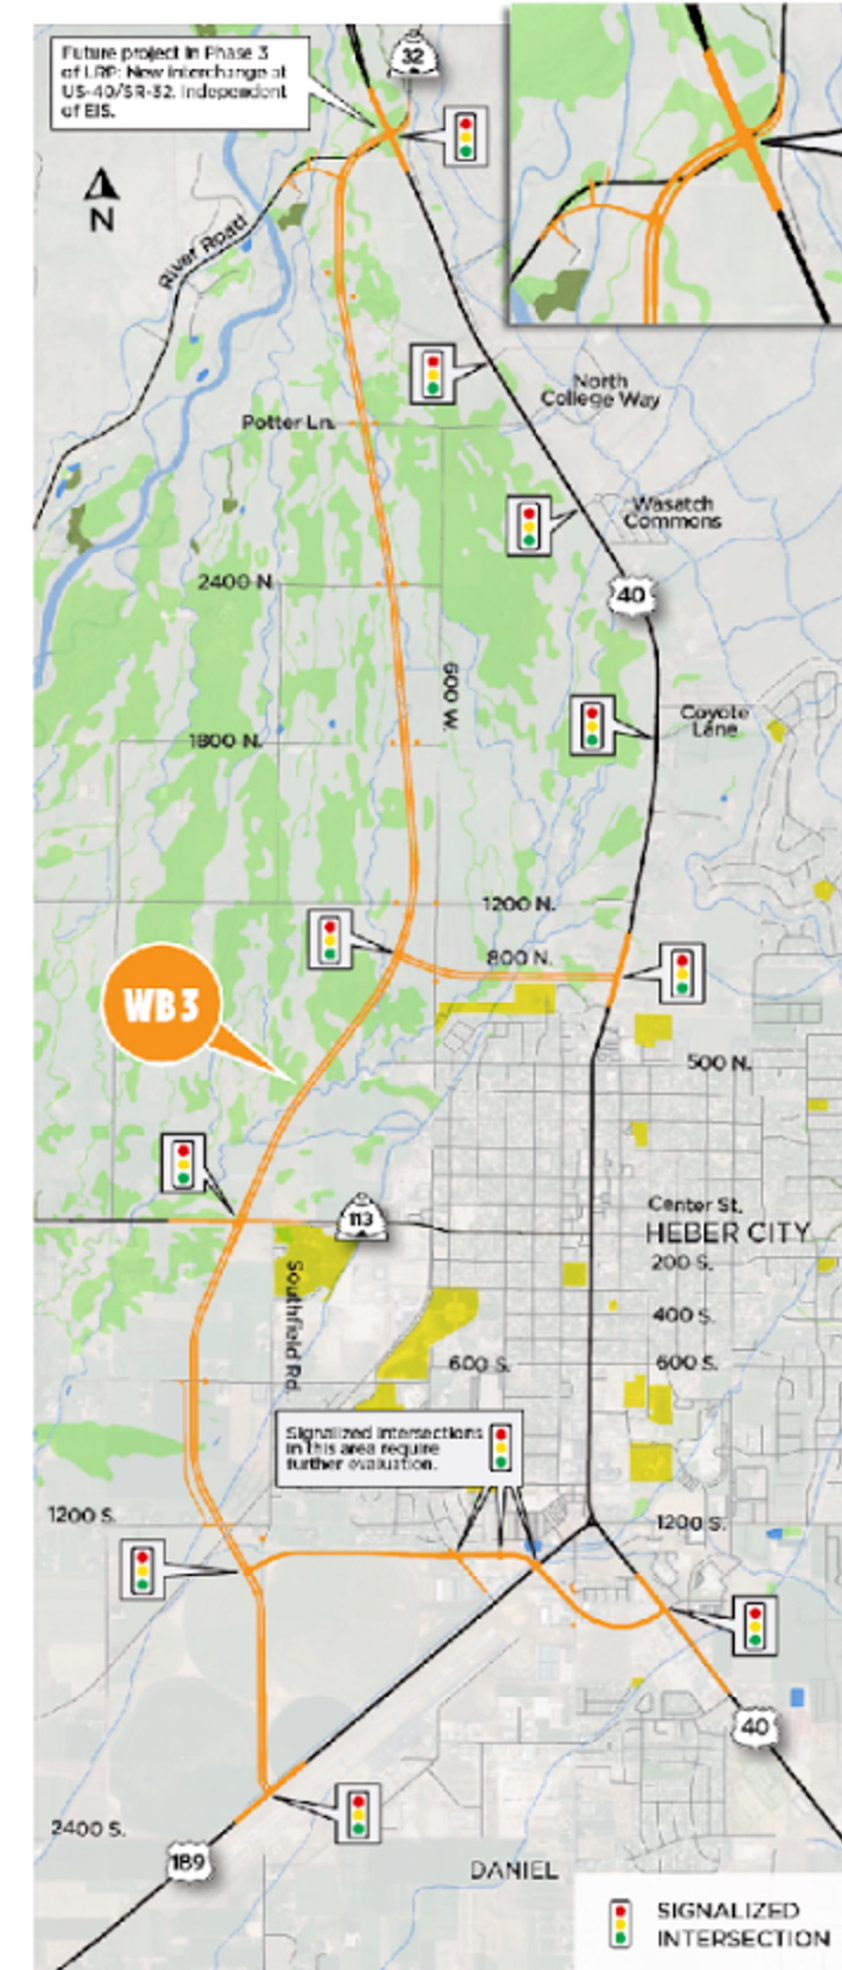 Future project in Phase 3
of LRP: New interchange at
US-40/SR-32. Independent
of EIS.
32
N
River Road
North
College Way
Potter Ln.
Wasatch
Commons
2400 N.
40
600 W.
Coyote
Lane
1800 N.
1200 N.
800 N.
WB3
500 N.
113
Center St.
HEBER CITY
200 S.
Southfield Rd.
400 S.
600 S.
600 S.
Signalized intersections
in this area require
further evaluation.
1200 S.
1200 S.
40
2400 S.
189
DANIEL
SIGNALIZED
INTERSECTION